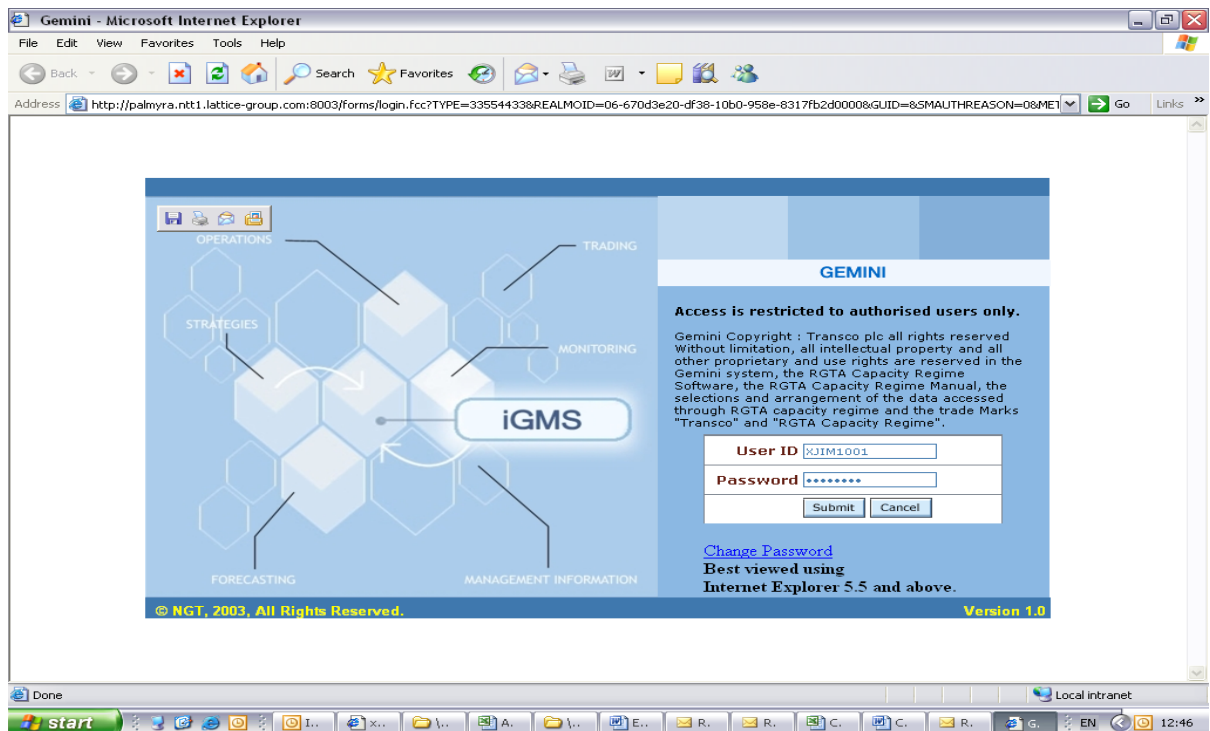 Gemini - Microsoft Internet Explorer
File Edit View Favorites Tools Help
Back Search Favorites
Address http://palmyra.ntt1.lattice-group.com:8003/forms/login.fcc?TYPE=33554433&REALMOID=06-670d3e20-df38-10b0-958e-8317fb2d0000&GUID=&SMAUTHREASON=0&MET Go Links »
OPERATIONS
TRADING
STRATEGIES
MONITORING
iGMS
FORECASTING
MANAGEMENT INFORMATION
GEMINI
Access is restricted to authorised users only.
Gemini Copyright : Transco plc all rights reserved
Without limitation, all intellectual property and all
other proprietary and use rights are reserved in the
Gemini system, the RGTA Capacity Regime
Software, the RGTA Capacity Regime Manual, the
selections and arrangement of the data accessed
through RGTA capacity regime and the trade Marks
"Transco" and "RGTA Capacity Regime".
User ID XJIM1001
Password ••••••••
Submit Cancel
Change Password
Best viewed using
Internet Explorer 5.5 and above.
© NGT, 2003, All Rights Reserved. Version 1.0
Done Local intranet
start I.. x.. \.. A.. \.. E.. R. R. C. C. R. G. EN 12:46